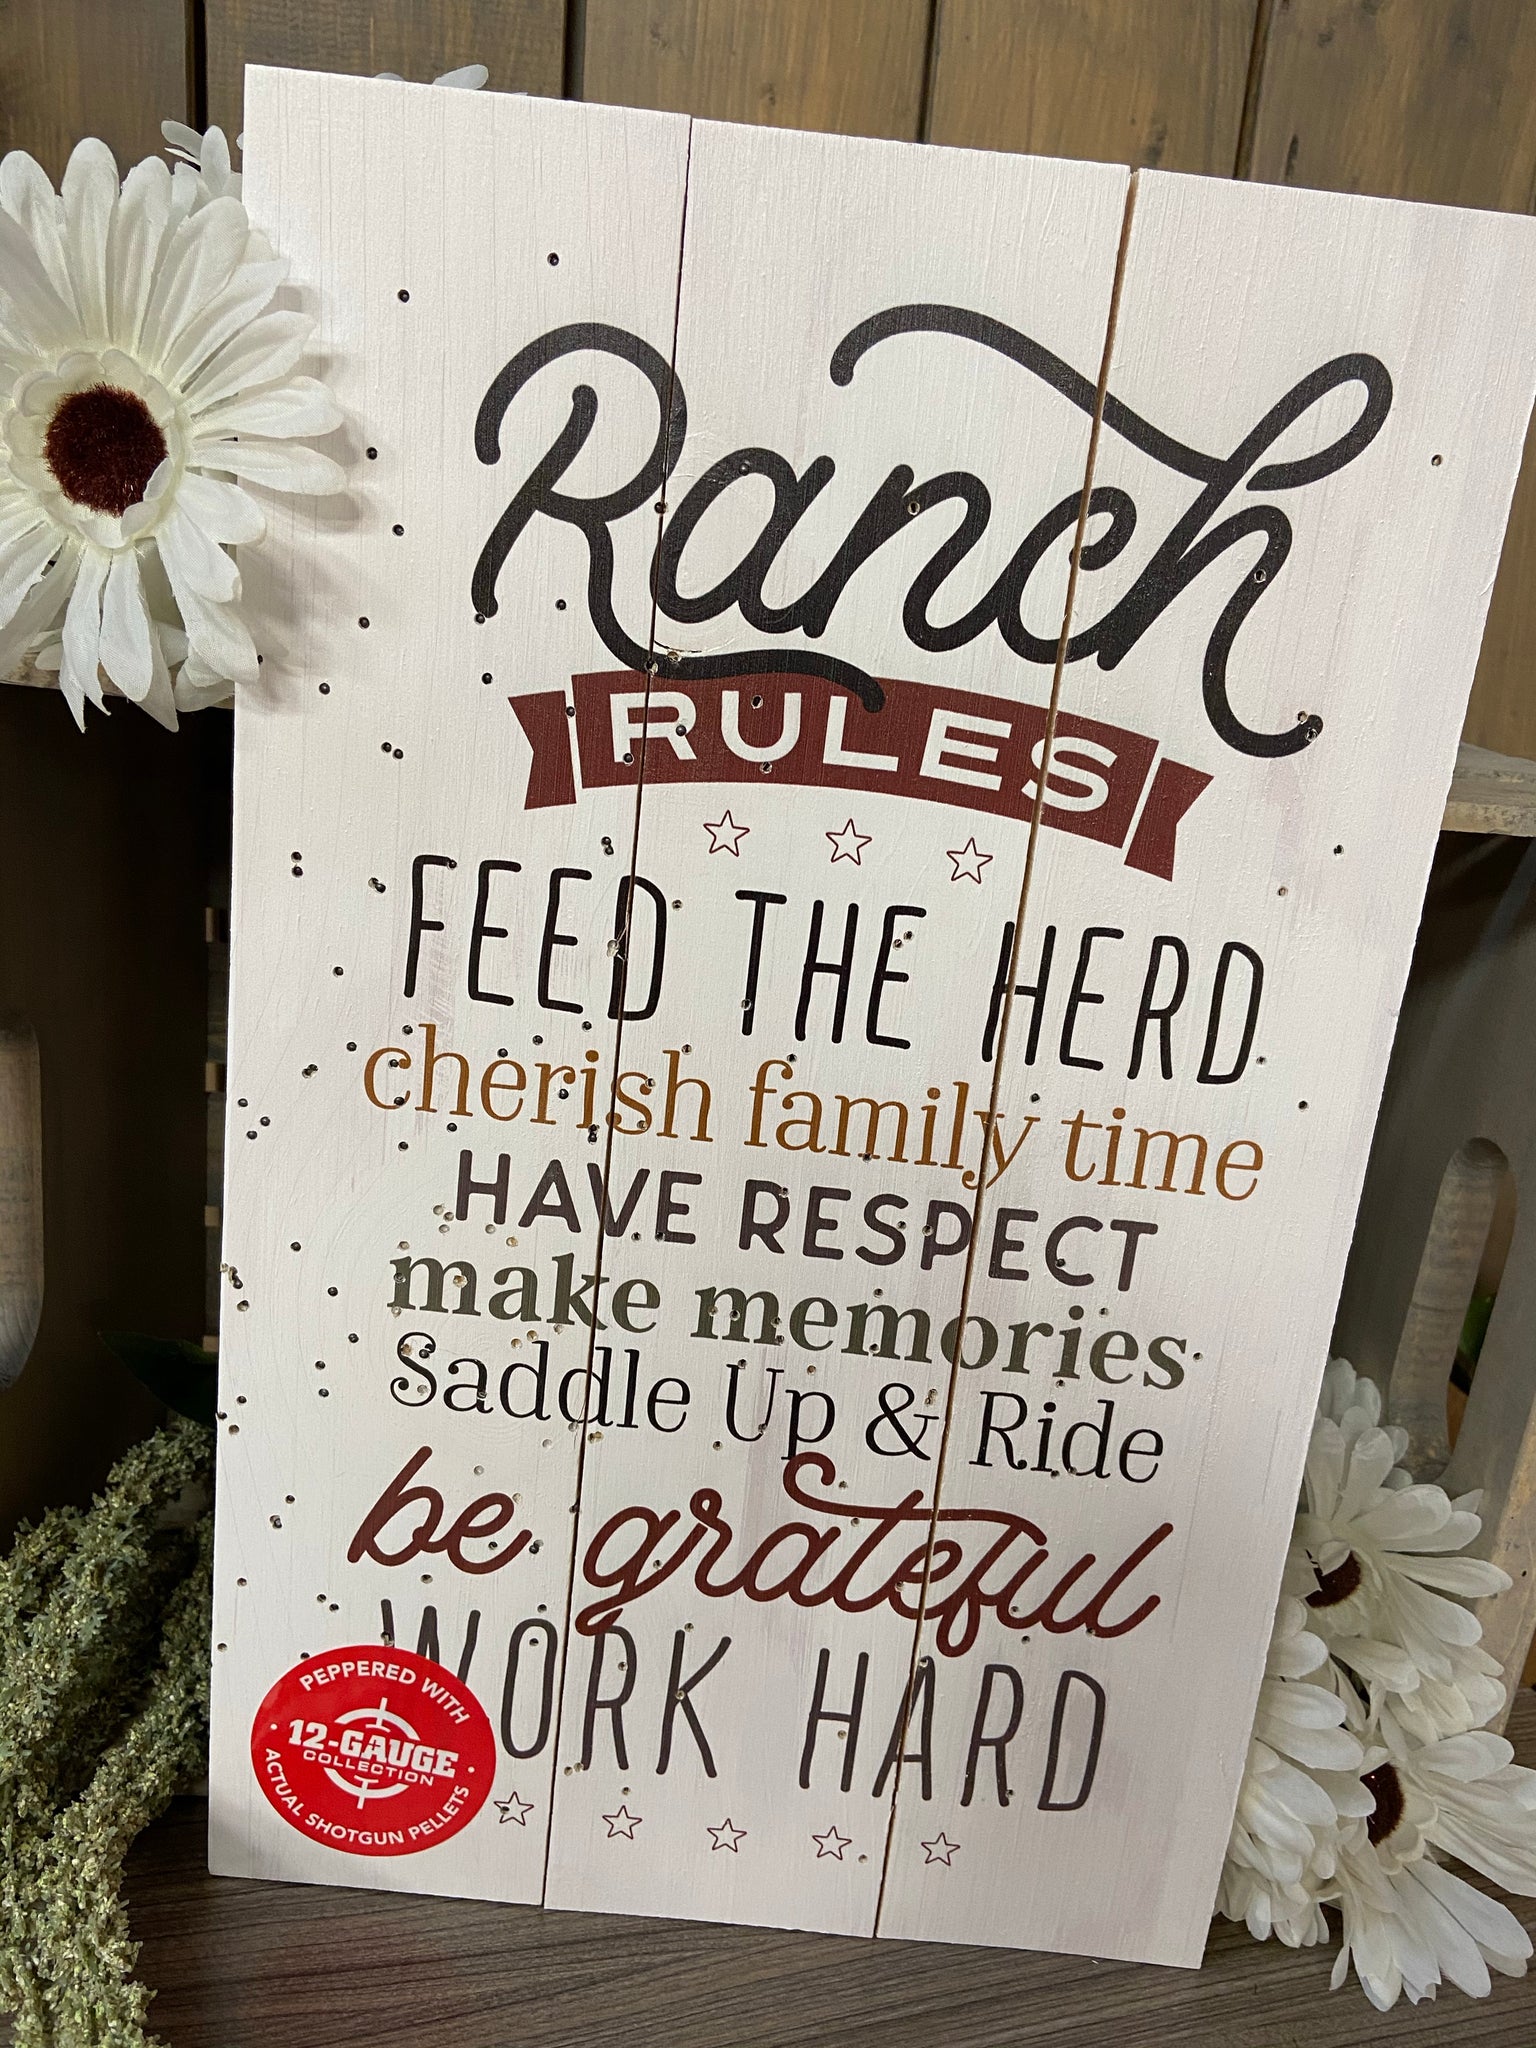 Ranch
RULES
FEED THE HERD
cherish family time
HAVE RESPECT
make memories
Saddle Up & Ride
be grateful
WORK HARD
PEPPERED WITH
12-GAUGE
COLLECTION
ACTUAL SHOTGUN PELLETS